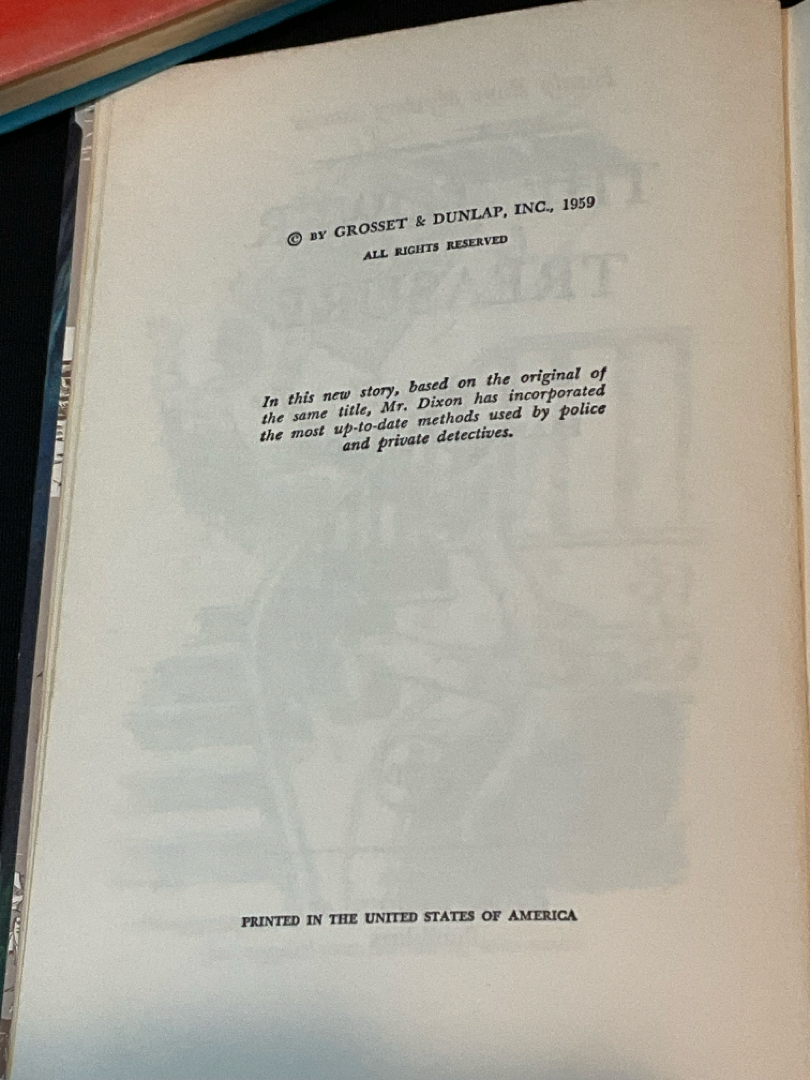 © BY GROSSET & DUNLAP, INC., 1959
ALL RIGHTS RESERVED
In this new story, based on the original of
the same title, Mr. Dixon has incorporated
the most up-to-date methods used by police
and private detectives.
PRINTED IN THE UNITED STATES OF AMERICA